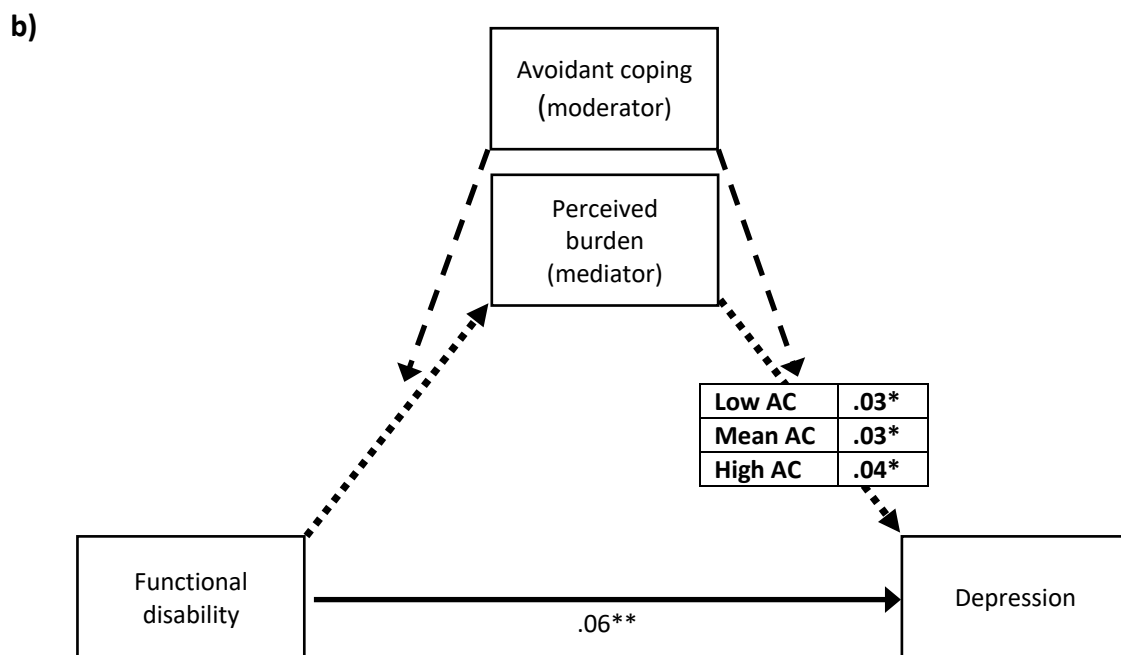 b)
Avoidant coping
(moderator)
Perceived
burden
(mediator)
Low AC .03*
Mean AC .03*
High AC .04*
Functional
disability
.06**
Depression